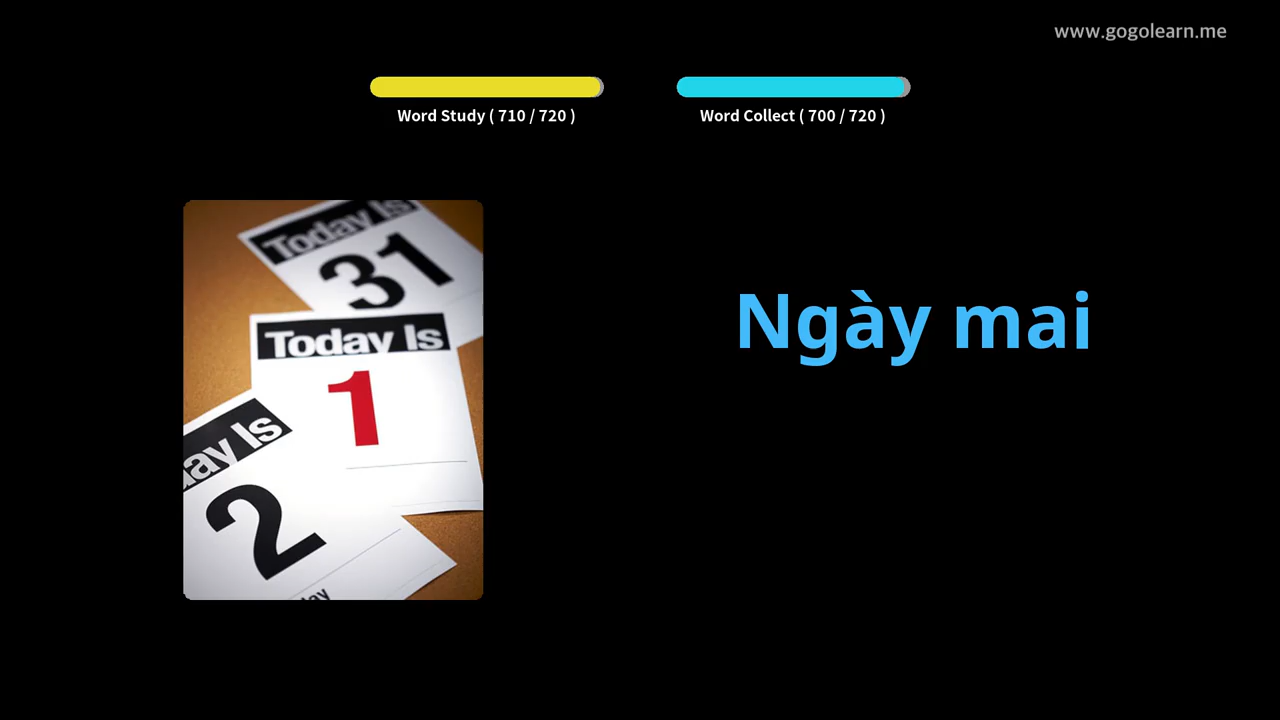 www.gogolearn.me
Word Study ( 710 / 720 )
Word Collect ( 700 / 720 )
Today Is
31
Today Is
1
ay Is
2
Ngày mai